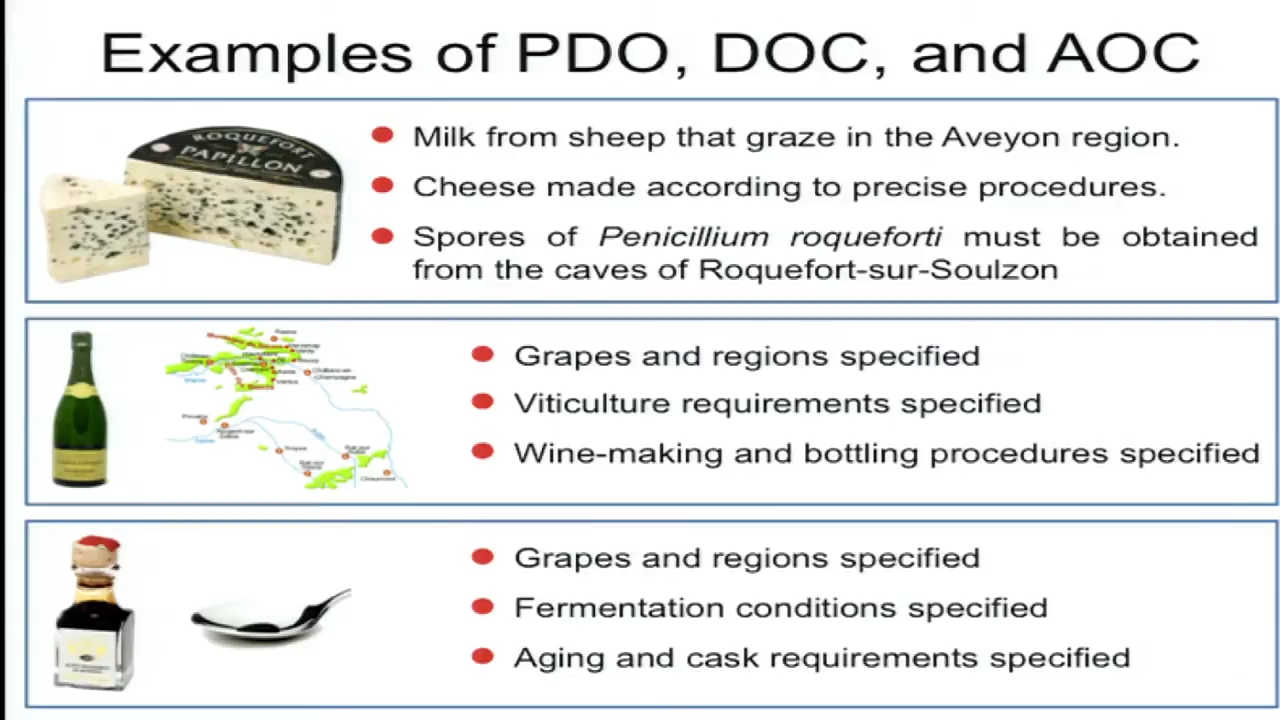 Examples of PDO, DOC, and AOC
ROQUEFORT
PAPILLON
Milk from sheep that graze in the Aveyon region.
Cheese made according to precise procedures.
Spores of Penicillium roqueforti must be obtained
from the caves of Roquefort-sur-Soulzon
Grapes and regions specified
Viticulture requirements specified
Wine-making and bottling procedures specified
Grapes and regions specified
Fermentation conditions specified
Aging and cask requirements specified